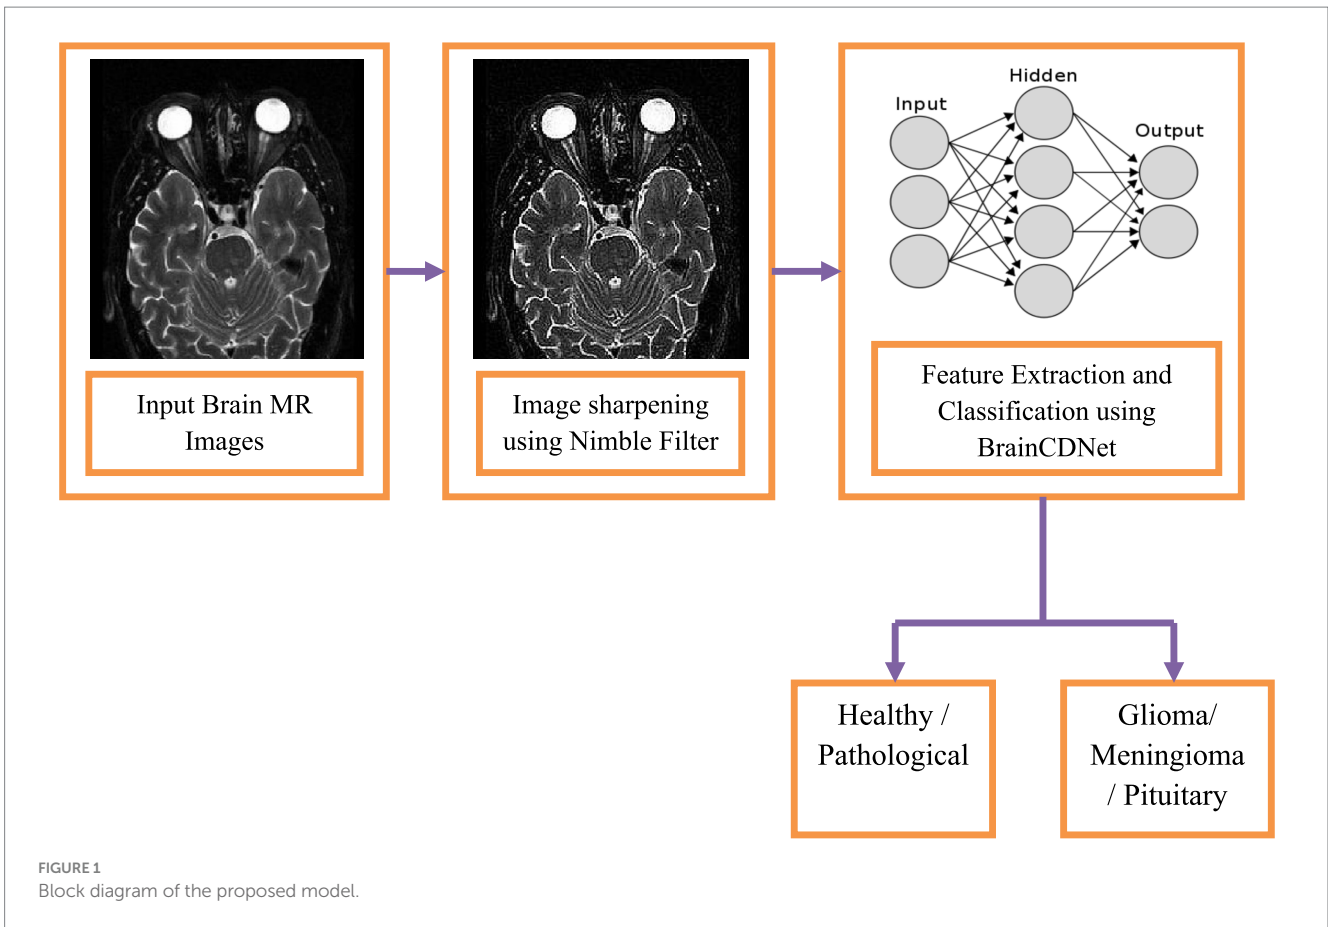 Input Brain MR
Images
Image sharpening
using Nimble Filter
Input
Hidden
Output
Feature Extraction and
Classification using
BrainCDNet
Healthy /
Pathological
Glioma/
Meningioma
/ Pituitary
FIGURE 1
Block diagram of the proposed model.